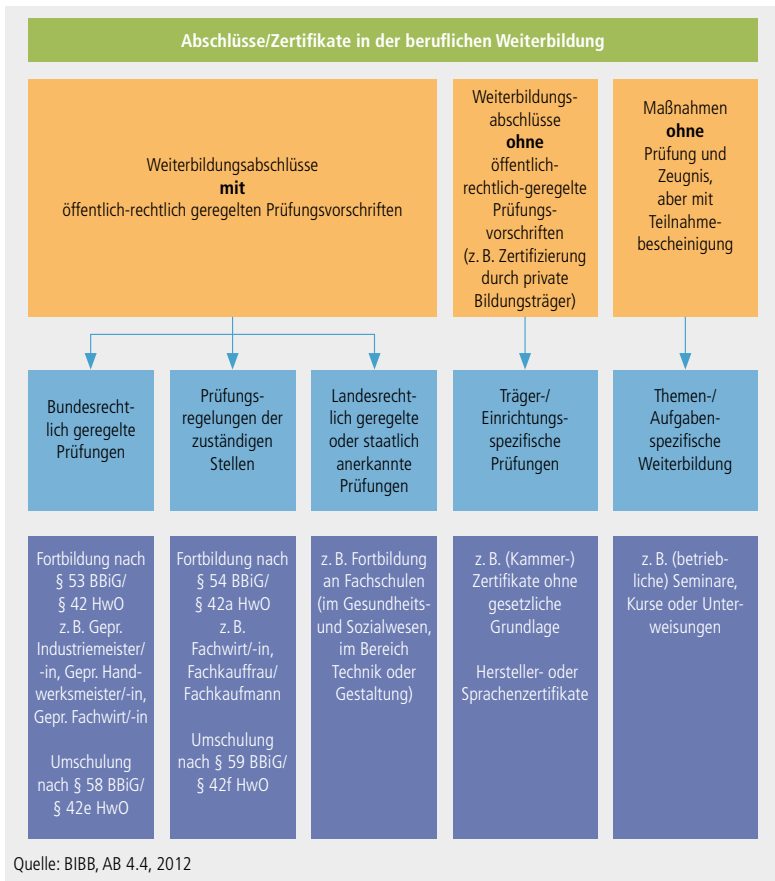 Abschlüsse/Zertifikate in der beruflichen Weiterbildung
Weiterbildungsabschlüsse
mit
öffentlich-rechtlich geregelten Prüfungsvorschriften
Weiterbildungs-
abschlüsse
ohne
öffentlich-
rechtlich-geregelte
Prüfungs-
vorschriften
(z. B. Zertifizierung
durch private
Bildungsträger)
Maßnahmen
ohne
Prüfung und
Zeugnis,
aber mit
Teilnahme-
bescheinigung
Bundesrecht-
lich geregelte
Prüfungen
Prüfungs-
regelungen der
zuständigen
Stellen
Landesrecht-
lich geregelte
oder staatlich
anerkannte
Prüfungen
Träger-/
Einrichtungs-
spezifische
Prüfungen
Themen-/
Aufgaben-
spezifische
Weiterbildung
Fortbildung nach
§ 53 BBiG/
§ 42 HwO
z. B. Gepr.
Industriemeister/
-in, Gepr. Hand-
werksmeister/-in,
Gepr. Fachwirt/-in
Umschulung
nach § 58 BBiG/
§ 42e HwO
Fortbildung nach
§ 54 BBiG/
§ 42a HwO
z. B.
Fachwirt/-in,
Fachkauffrau/
Fachkaufmann
Umschulung
nach § 59 BBiG/
§ 42f HwO
z. B. Fortbildung
an Fachschulen
(im Gesundheits-
und Sozialwesen,
im Bereich
Technik oder
Gestaltung)
z. B. (Kammer-)
Zertifikate ohne
gesetzliche
Grundlage
Hersteller- oder
Sprachenzertifikate
z. B. (betrieb-
liche) Seminare,
Kurse oder Unter-
weisungen
Quelle: BIBB, AB 4.4, 2012